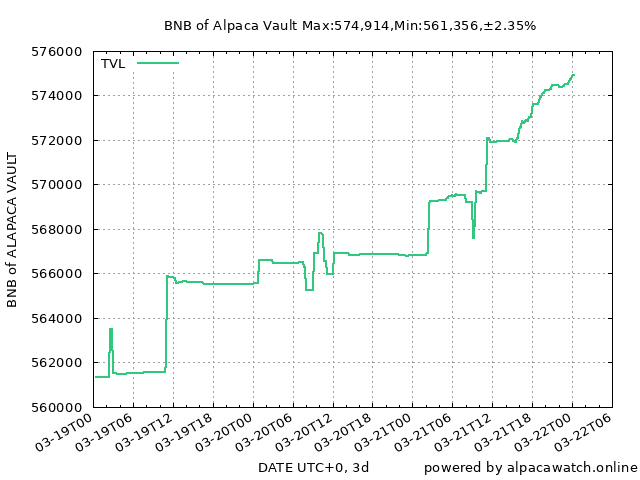 BNB of Alpaca Vault Max:574,914,Min:561,356,±2.35%
576000
574000
572000
570000
568000
566000
564000
562000
560000
BNB of ALAPACA VAULT
TVL
03-19T00
03-19T06
03-19T12
03-19T18
03-20T00
03-20T06
03-20T12
03-20T18
03-21T00
03-21T06
03-21T12
03-21T18
03-22T00
03-22T06
DATE UTC+0, 3d
powered by alpacawatch.online